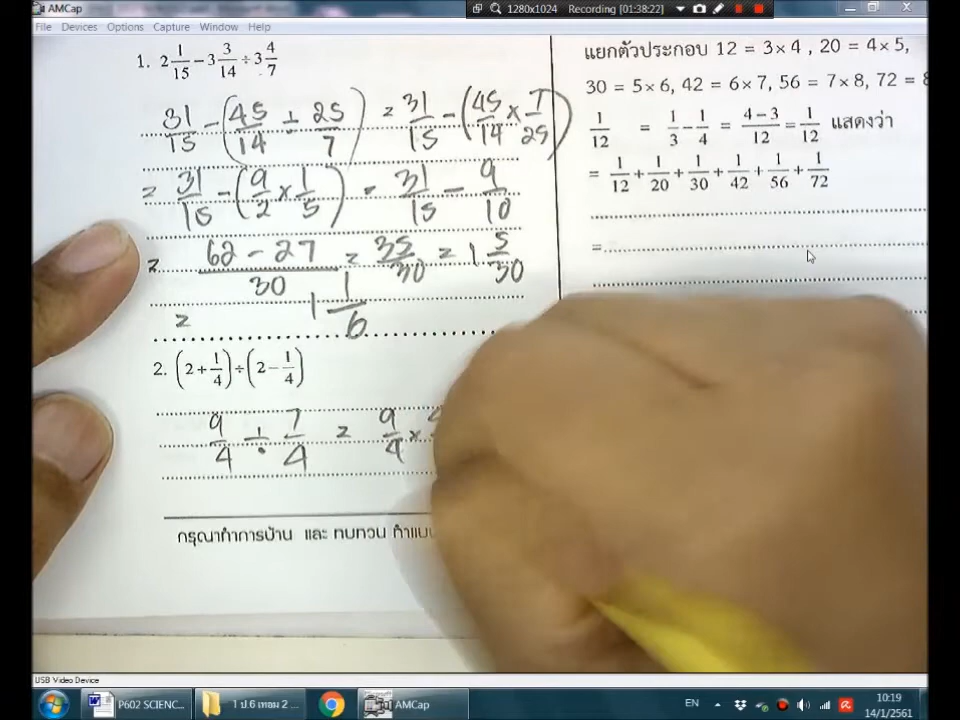 AMCap
1280x1024 Recording [01:38:22]
File Devices Options Capture Window Help
1. 2 1/15 − 3 3/14 ÷ 3 4/7
31/15 − (45/14 ÷ 25/7) = 31/15 − (45/14 × 7/25)
= 31/15 − (9/2 × 1/5) = 31/15 − 9/10
= 62 − 27/30 = 35/30 = 1 5/30
= 1 1/6
2. (2 + 1/4) ÷ (2 − 1/4)
9/4 ÷ 7/4 = 9/4 ×
กรุณาทำการบ้าน และ ทบทวน
แยกตัวประกอบ 12 = 3×4 , 20 = 4×5,
30 = 5×6, 42 = 6×7, 56 = 7×8, 72 =
1/12 = 1/3 − 1/4 = 4−3/12 = 1/12 แสดงว่า
= 1/12 + 1/20 + 1/30 + 1/42 + 1/56 + 1/72
=
USB Video Device
P602 SCIENC... 1 ป.6 เทอม 2 ... AMCap EN 10:19
14/1/2561